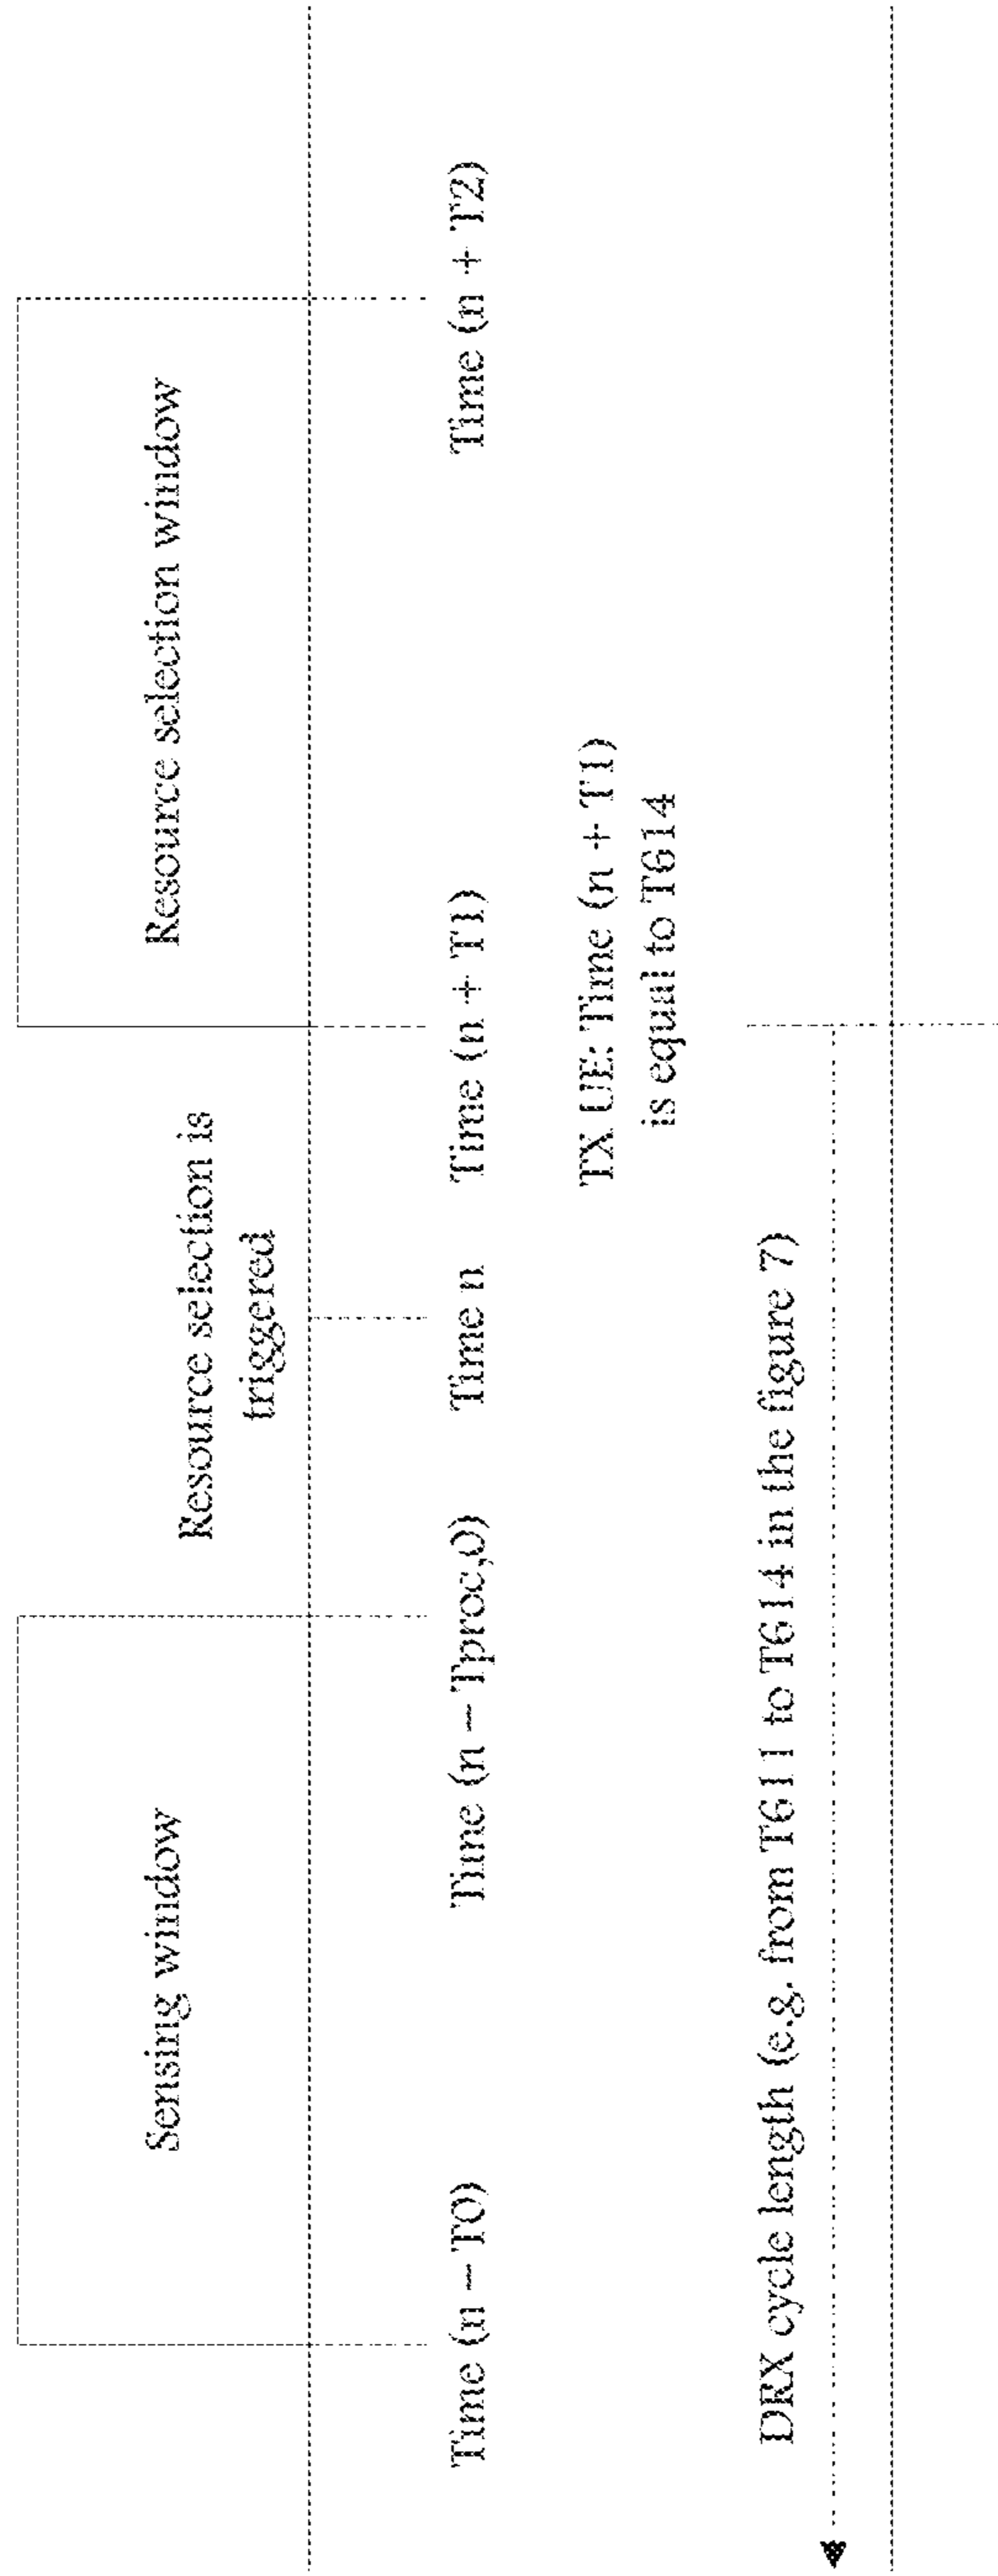 Sensing window
Resource selection is
triggered
Resource selection window
Time (n – T0)
Time (n – Tproc,0)
Time n
Time (n + T1)
Time (n + T2)
TX UE: Time (n + T1)
is equal to T614
DRX cycle length (e.g. from T611 to T614 in the figure 7)